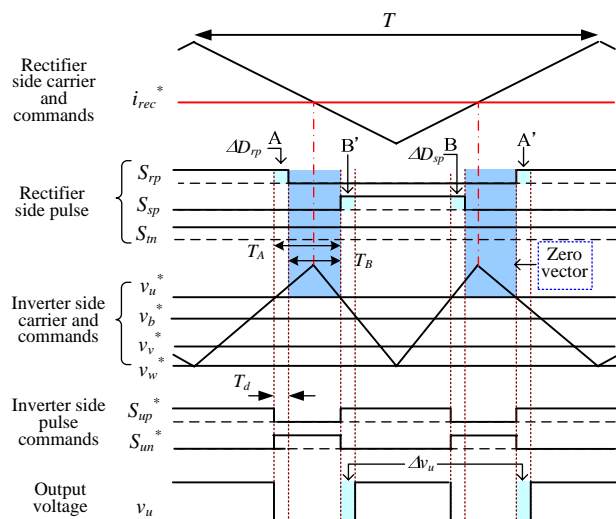 T
Rectifier
side carrier
and
commands
i_rec*
ΔD_rp
A
B'
ΔD_sp
B
A'
Rectifier
side pulse
S_rp
S_sp
S_tn
T_A
T_B
Zero
vector
Inverter side
carrier and
commands
v_u*
v_b*
v_v*
v_w*
T_d
Inverter side
pulse
commands
S_up*
S_un*
Δv_u
Output
voltage
v_u